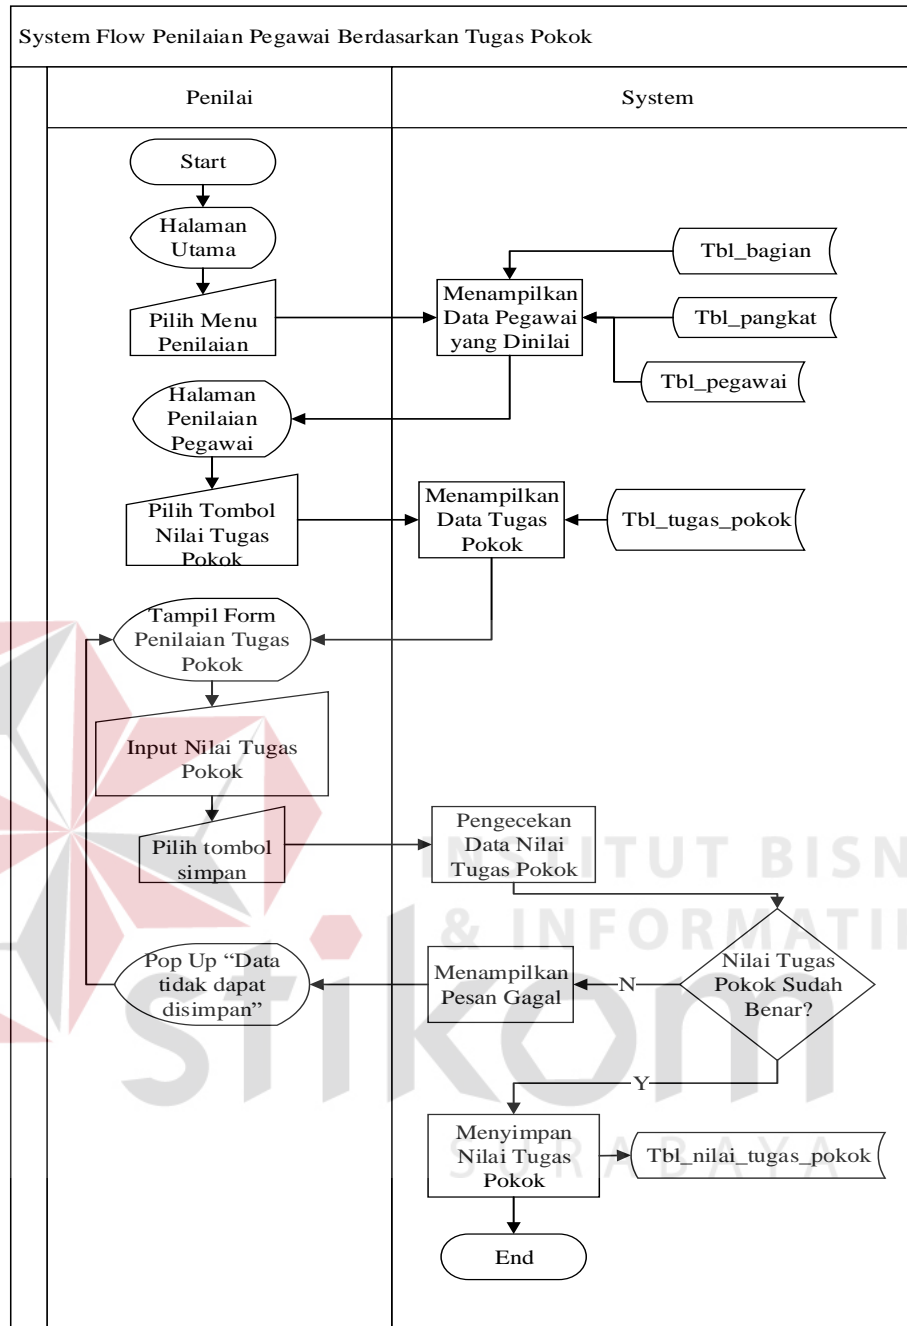 System Flow Penilaian Pegawai Berdasarkan Tugas Pokok
Penilai
System
Start
Halaman
Utama
Tbl_bagian
Pilih Menu
Penilaian
Menampilkan
Data Pegawai
yang Dinilai
Tbl_pangkat
Tbl_pegawai
Halaman
Penilaian
Pegawai
Pilih Tombol
Nilai Tugas
Pokok
Menampilkan
Data Tugas
Pokok
Tbl_tugas_pokok
Tampil Form
Penilaian Tugas
Pokok
Input Nilai Tugas
Pokok
Pilih tombol
simpan
Pengecekan
Data Nilai
Tugas Pokok
Nilai Tugas
Pokok Sudah
Benar?
N
Menampilkan
Pesan Gagal
Pop Up “Data
tidak dapat
disimpan”
Y
Menyimpan
Nilai Tugas
Pokok
Tbl_nilai_tugas_pokok
End
INSTITUT BISN
& INFORMATI
stikom
SURABAYA